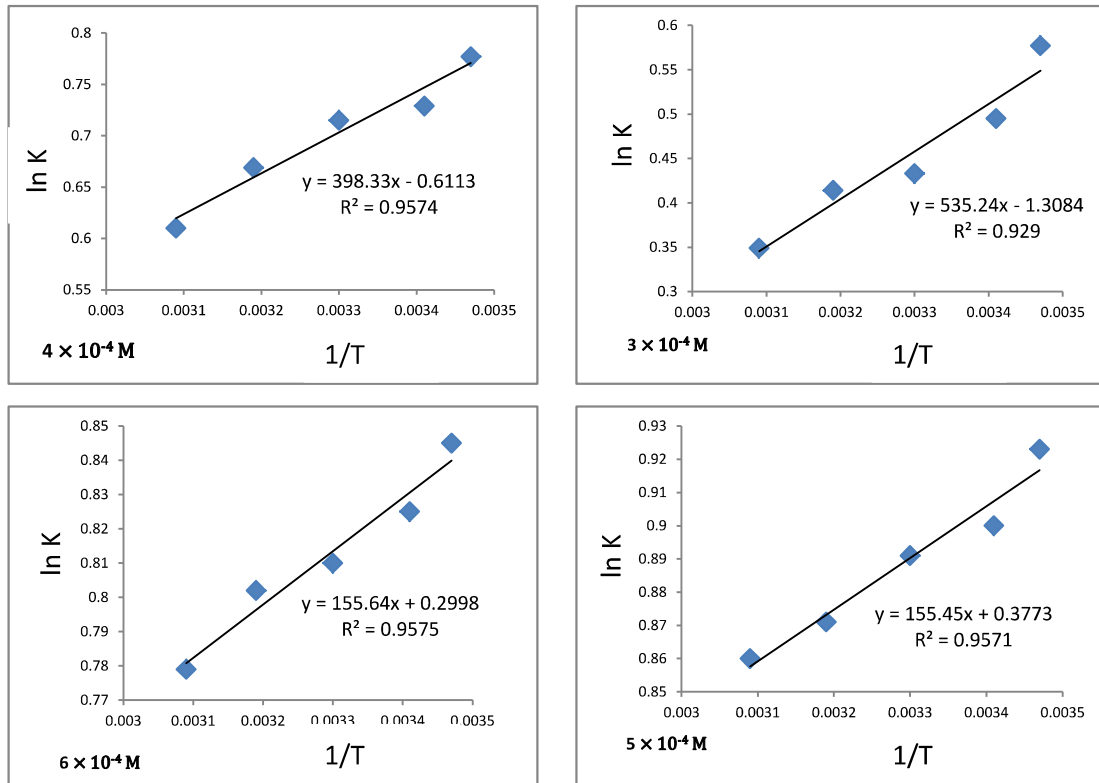 0.8
0.75
0.7
0.65
0.6
0.55
ln K
y = 398.33x - 0.6113
R² = 0.9574
0.003 0.0031 0.0032 0.0033 0.0034 0.0035
4 × 10⁻⁴ M
1/T
0.6
0.55
0.5
0.45
0.4
0.35
0.3
ln K
y = 535.24x - 1.3084
R² = 0.929
0.003 0.0031 0.0032 0.0033 0.0034 0.0035
3 × 10⁻⁴ M
1/T
0.85
0.84
0.83
0.82
0.81
0.8
0.79
0.78
0.77
ln K
y = 155.64x + 0.2998
R² = 0.9575
0.003 0.0031 0.0032 0.0033 0.0034 0.0035
6 × 10⁻⁴ M
1/T
0.93
0.92
0.91
0.9
0.89
0.88
0.87
0.86
0.85
ln K
y = 155.45x + 0.3773
R² = 0.9571
0.003 0.0031 0.0032 0.0033 0.0034 0.0035
5 × 10⁻⁴ M
1/T